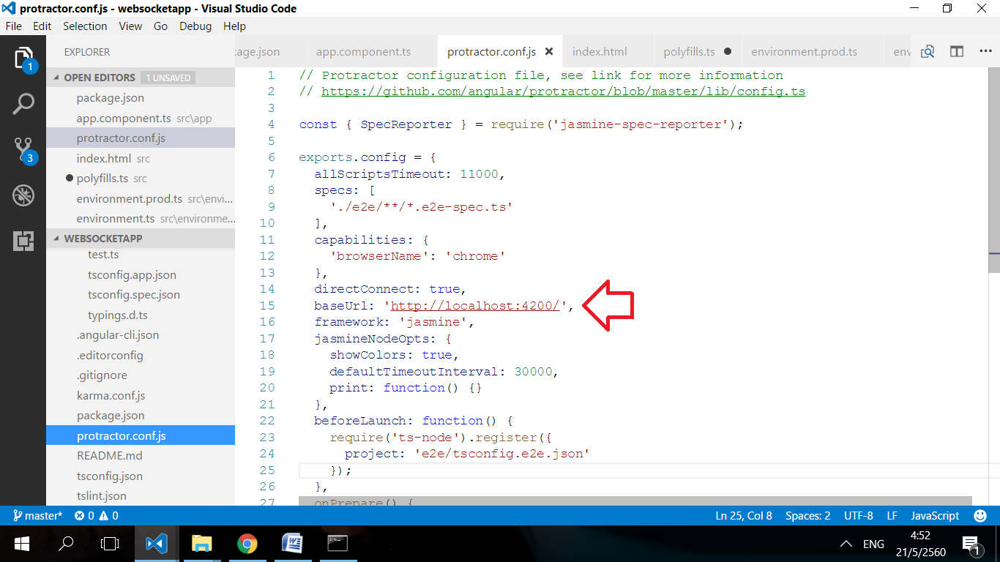 protractor.conf.js - websocketapp - Visual Studio Code
File Edit Selection View Go Debug Help
EXPLORER
OPEN EDITORS 1 UNSAVED
package.json
app.component.ts src\app
protractor.conf.js
index.html src
polyfills.ts src
environment.prod.ts src\envi...
environment.ts src\environme...
WEBSOCKETAPP
test.ts
tsconfig.app.json
tsconfig.spec.json
typings.d.ts
.angular-cli.json
.editorconfig
.gitignore
karma.conf.js
package.json
protractor.conf.js
README.md
tsconfig.json
tslint.json
1
3
kage.json app.component.ts protractor.conf.js index.html polyfills.ts environment.prod.ts env
1 // Protractor configuration file, see link for more information
2 // https://github.com/angular/protractor/blob/master/lib/config.ts
3
4 const { SpecReporter } = require('jasmine-spec-reporter');
5
6 exports.config = {
7 allScriptsTimeout: 11000,
8 specs: [
9 './e2e/**/*.e2e-spec.ts'
10 ],
11 capabilities: {
12 'browserName': 'chrome'
13 },
14 directConnect: true,
15 baseUrl: 'http://localhost:4200/',
16 framework: 'jasmine',
17 jasmineNodeOpts: {
18 showColors: true,
19 defaultTimeoutInterval: 30000,
20 print: function() {}
21 },
22 beforeLaunch: function() {
23 require('ts-node').register({
24 project: 'e2e/tsconfig.e2e.json'
25 });
26 },
27 onPrepare() {
master* 0 0 Ln 25, Col 8 Spaces: 2 UTF-8 LF JavaScript
ENG 4:52
21/5/2560 1